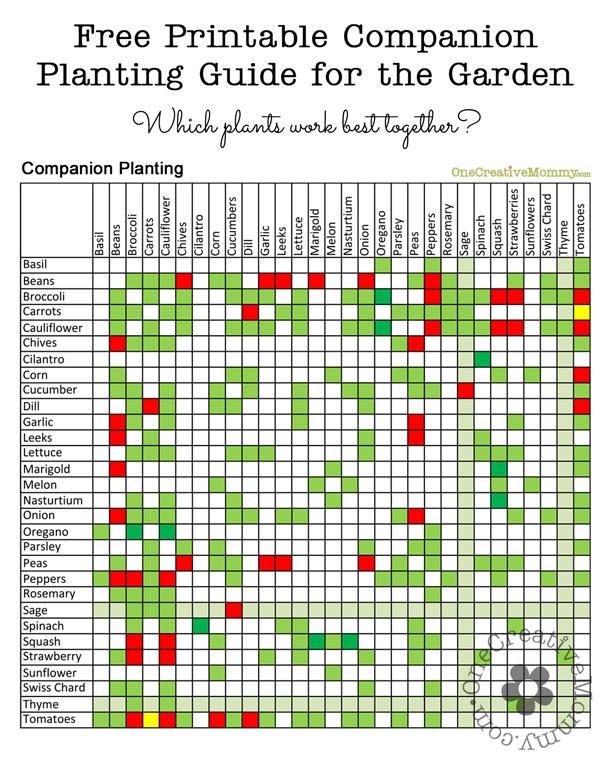 Free Printable Companion
Planting Guide for the Garden
Which plants work best together?
Companion Planting
OneCreativeMommy.com
Basil Beans Broccoli Carrots Cauliflower Chives Cilantro Corn Cucumbers Dill Garlic Leeks Lettuce Marigold Melon Nasturtium Onion Oregano Parsley Peas Peppers Rosemary Sage Spinach Squash Strawberries Sunflowers Swiss Chard Thyme Tomatoes
Basil
Beans
Broccoli
Carrots
Cauliflower
Chives
Cilantro
Corn
Cucumber
Dill
Garlic
Leeks
Lettuce
Marigold
Melon
Nasturtium
Onion
Oregano
Parsley
Peas
Peppers
Rosemary
Sage
Spinach
Squash
Strawberry
Sunflower
Swiss Chard
Thyme
Tomatoes
OneCreativeMommy.com